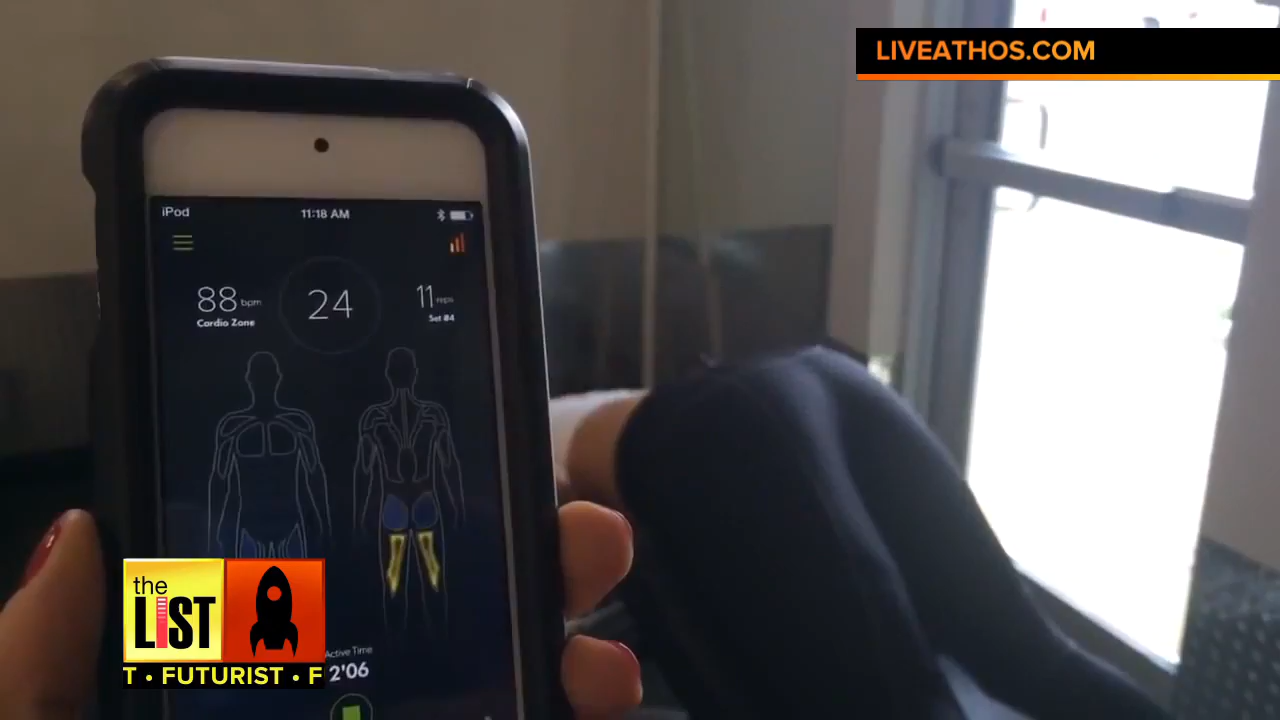 LIVEATHOS.COM
iPod
11:18 AM
88 bpm
Cardio Zone
24
11 reps
Set #4
Active Time
2'06
the
LIST
T • FUTURIST • F